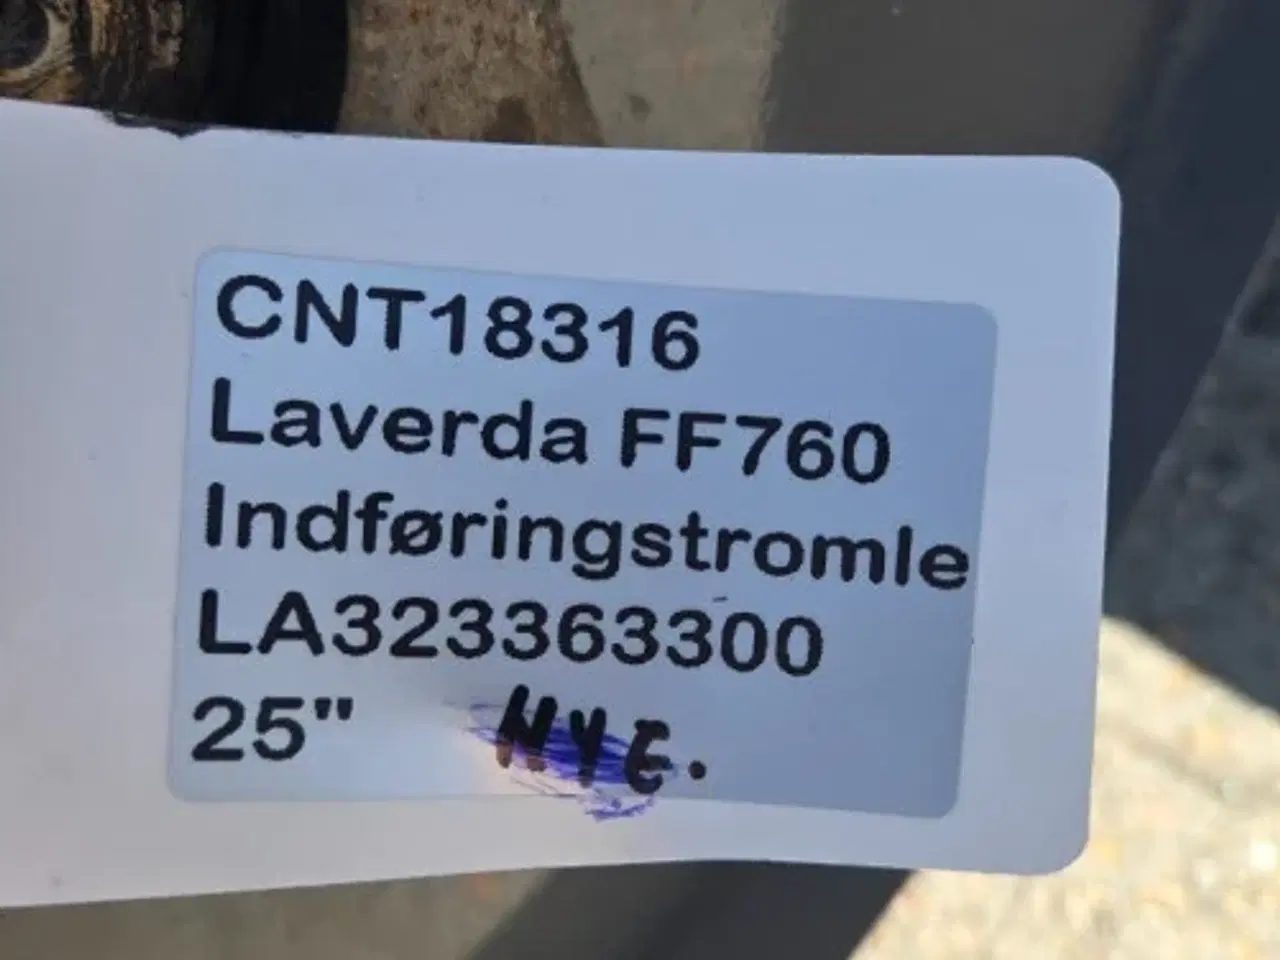 CNT18316
Laverda FF760
Indføringstromle
LA323363300
25" NYE.